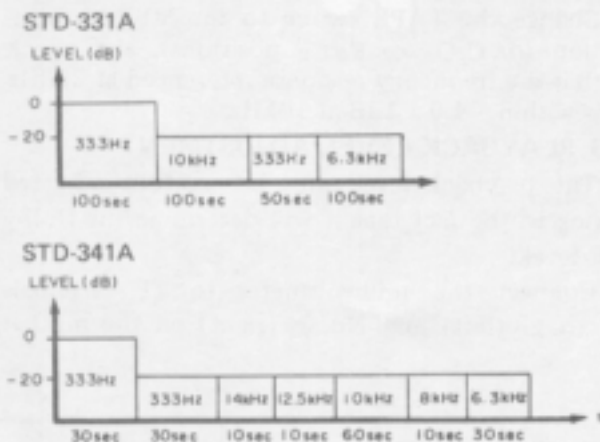 STD-331A
LEVEL (dB)
0
-20
333Hz 10kHz 333Hz 6.3kHz
100sec 100sec 50sec 100sec
STD-341A
LEVEL (dB)
0
-20
333Hz 333Hz 14kHz 12.5kHz 10kHz 8kHz 6.3kHz
30sec 30sec 10sec 10sec 60sec 10sec 30sec